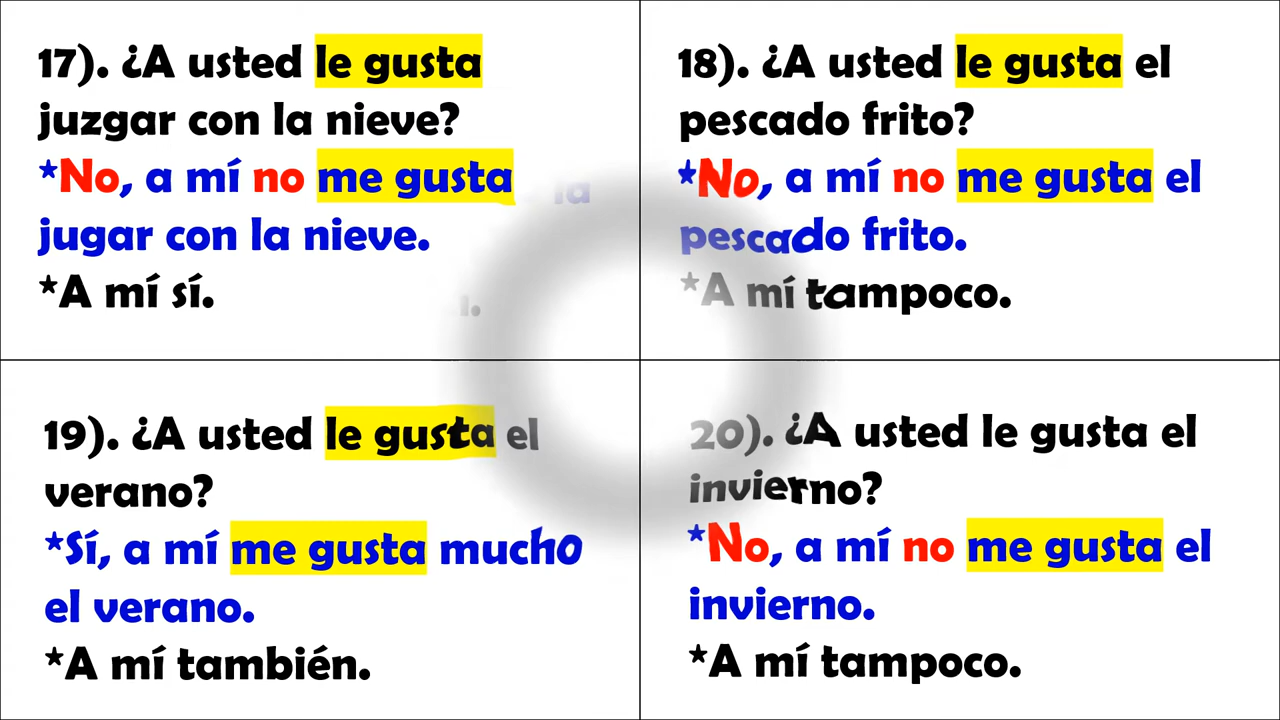 17). ¿A usted le gusta
juzgar con la nieve?
*No, a mí no me gusta la
jugar con la nieve.
*A mí sí.
18). ¿A usted le gusta el
pescado frito?
*No, a mí no me gusta el
pescado frito.
*A mí tampoco.
19). ¿A usted le gusta el
verano?
*Sí, a mí me gusta mucho
el verano.
*A mí también.
20). ¿A usted le gusta el
invierno?
*No, a mí no me gusta el
invierno.
*A mí tampoco.